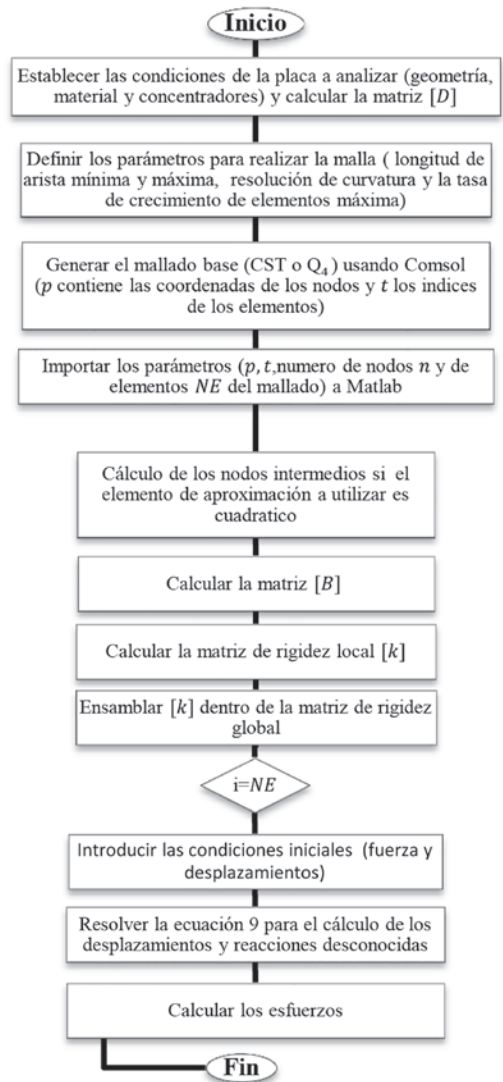 Inicio
Establecer las condiciones de la placa a analizar (geometría,
material y concentradores) y calcular la matriz [D]
Definir los parámetros para realizar la malla ( longitud de
arista mínima y máxima, resolución de curvatura y la tasa
de crecimiento de elementos máxima)
Generar el mallado base (CST o Q₄) usando Comsol
(p contiene las coordenadas de los nodos y t los indices
de los elementos)
Importar los parámetros (p, t,numero de nodos n y de
elementos NE del mallado) a Matlab
Cálculo de los nodos intermedios si el
elemento de aproximación a utilizar es
cuadratico
Calcular la matriz [B]
Calcular la matriz de rigidez local [k]
Ensamblar [k] dentro de la matriz de rigidez
global
i=NE
Introducir las condiciones iniciales (fuerza y
desplazamientos)
Resolver la ecuación 9 para el cálculo de los
desplazamientos y reacciones desconocidas
Calcular los esfuerzos
Fin